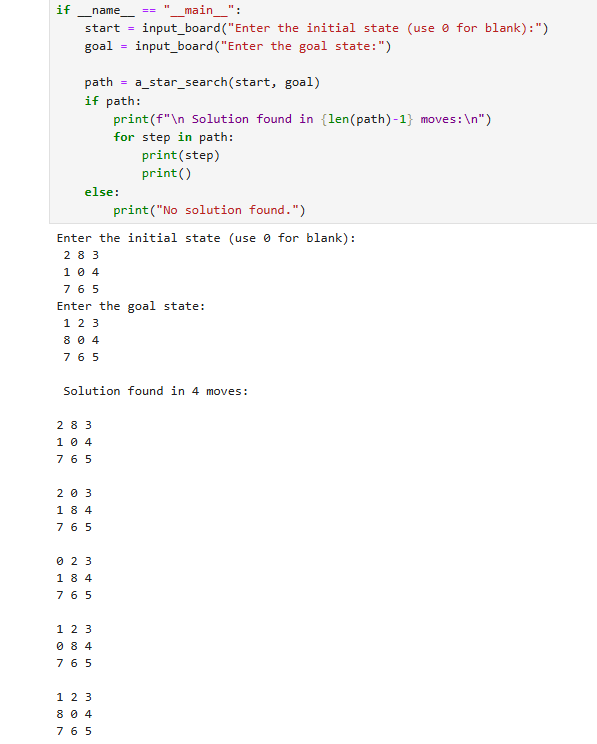 if __name__ == "__main__":
    start = input_board("Enter the initial state (use 0 for blank):")
    goal = input_board("Enter the goal state:")

    path = a_star_search(start, goal)
    if path:
        print(f"\n Solution found in {len(path)-1} moves:\n")
        for step in path:
            print(step)
            print()
    else:
        print("No solution found.")
Enter the initial state (use 0 for blank):
 2 8 3
 1 0 4
 7 6 5
Enter the goal state:
 1 2 3
 8 0 4
 7 6 5

 Solution found in 4 moves:

2 8 3
1 0 4
7 6 5

2 0 3
1 8 4
7 6 5

0 2 3
1 8 4
7 6 5

1 2 3
0 8 4
7 6 5

1 2 3
8 0 4
7 6 5